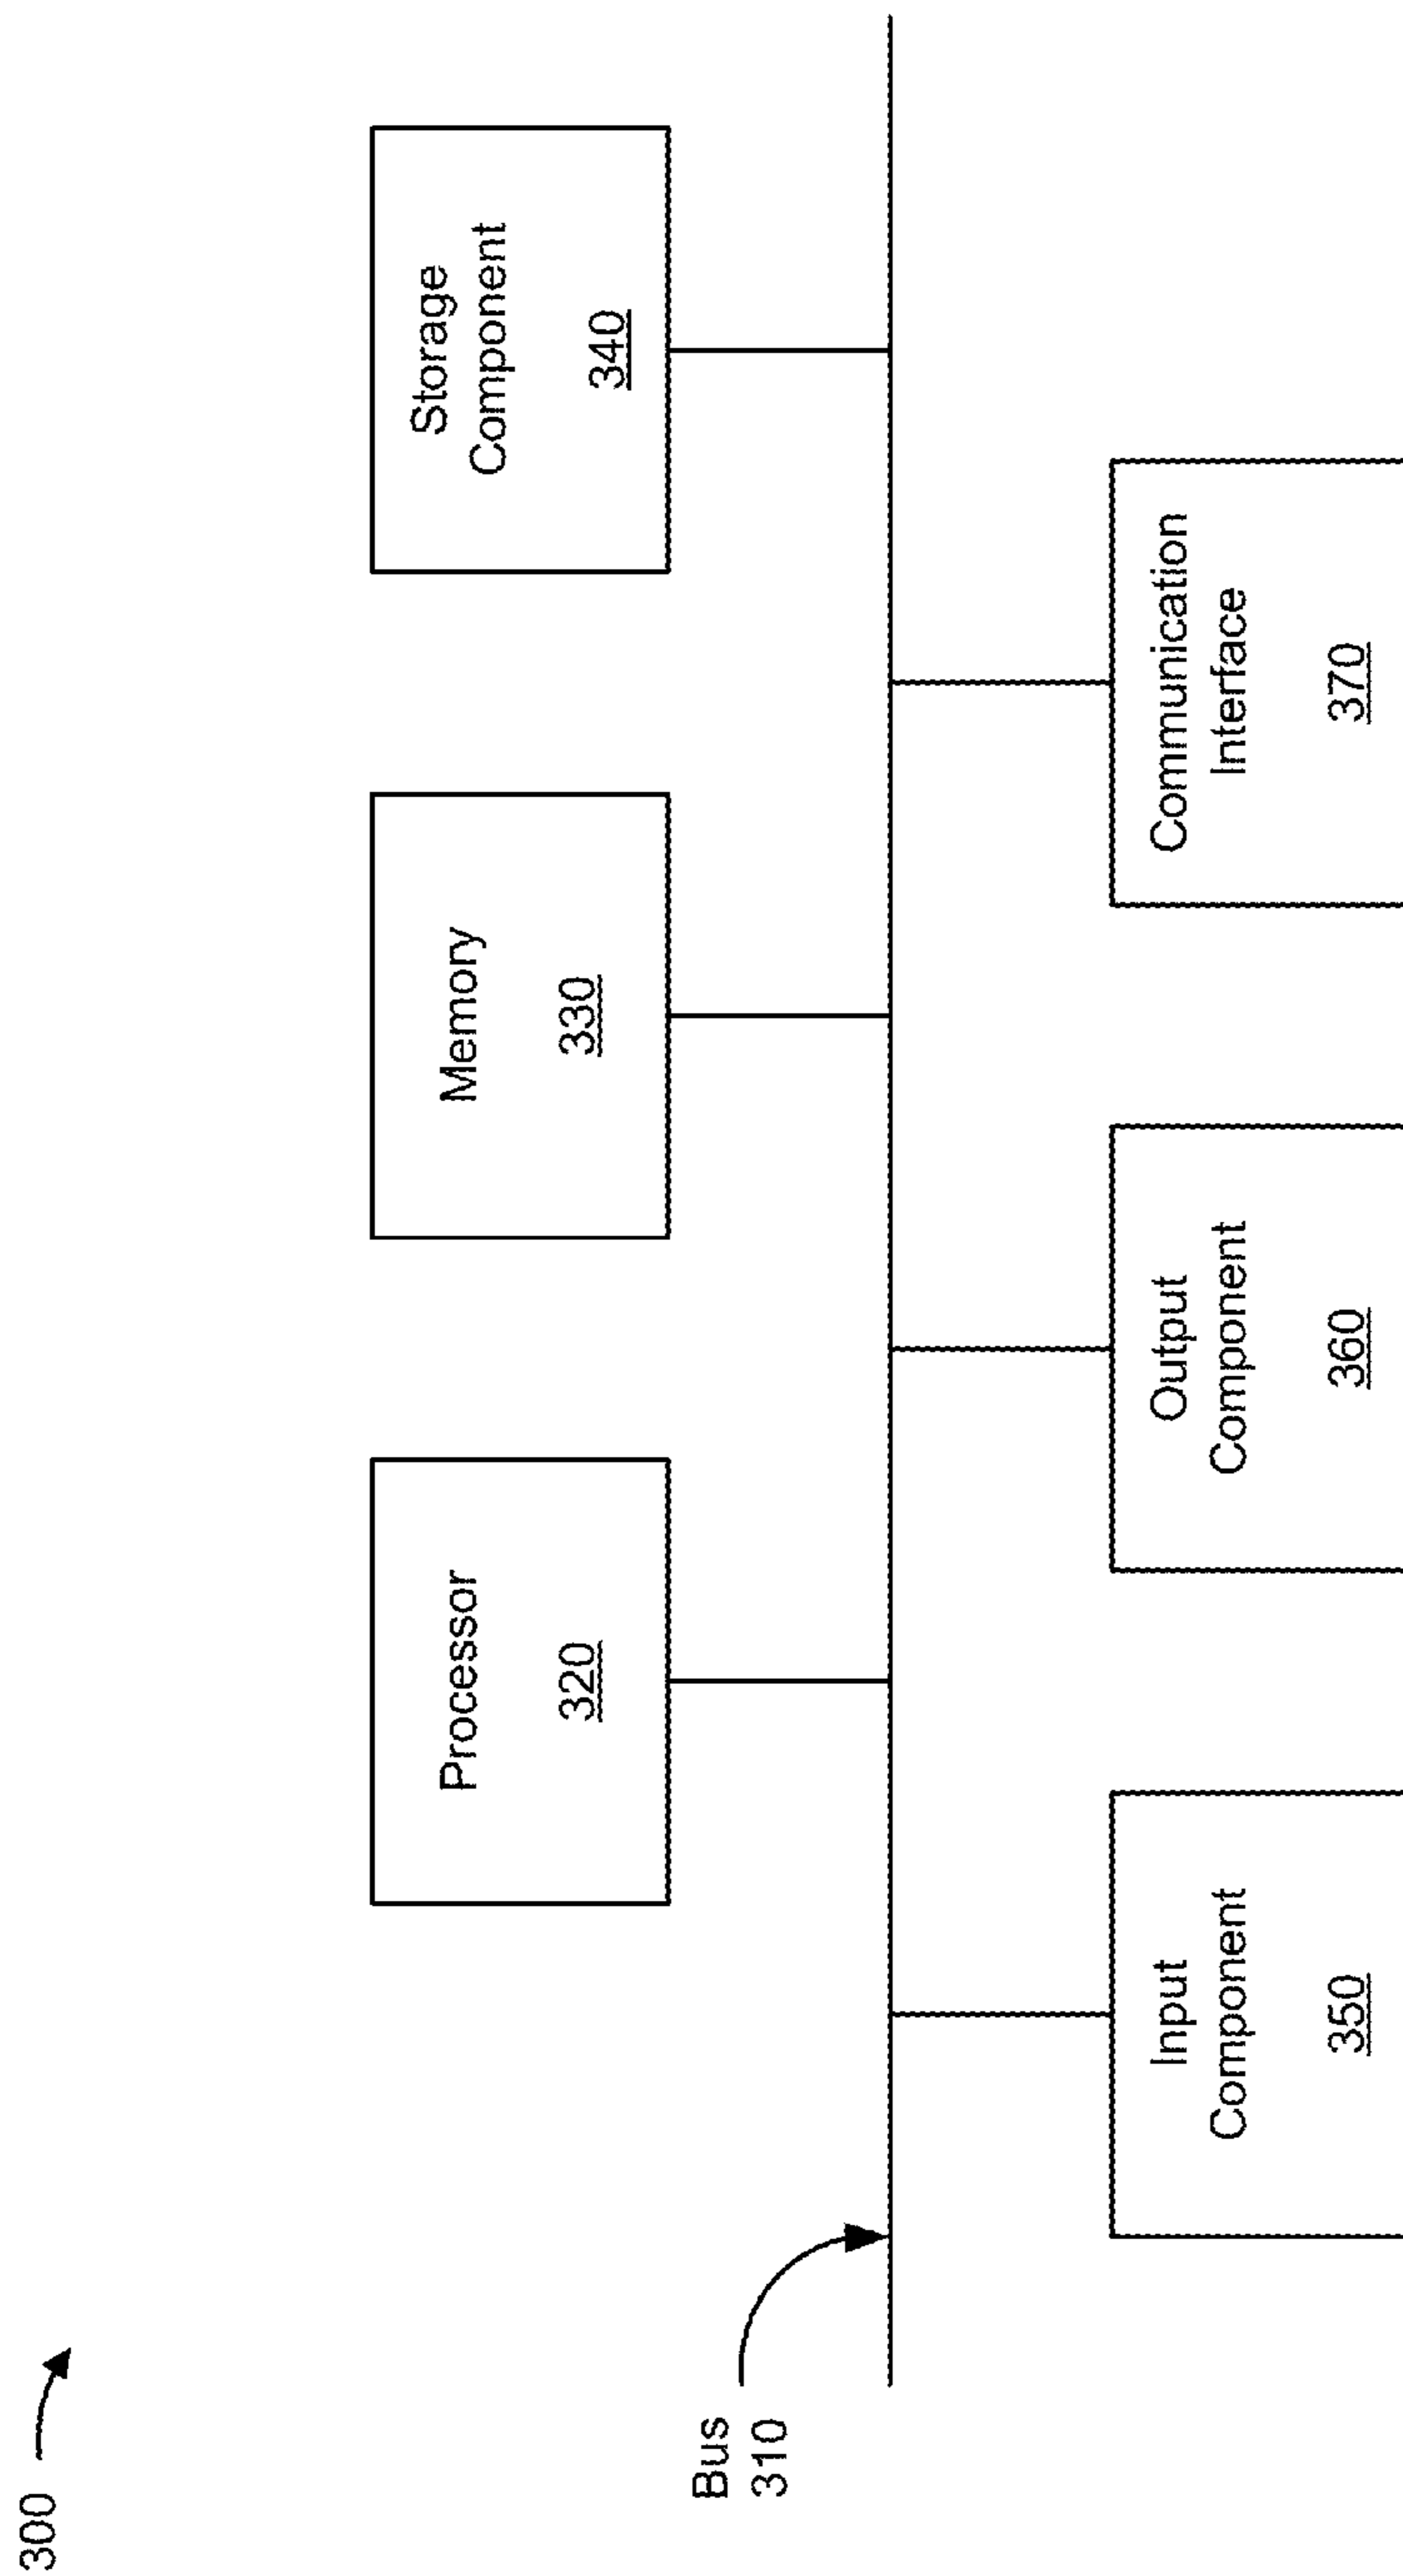 300
Processor
320
Memory
330
Storage
Component
340
Bus
310
Input
Component
350
Output
Component
360
Communication
Interface
370